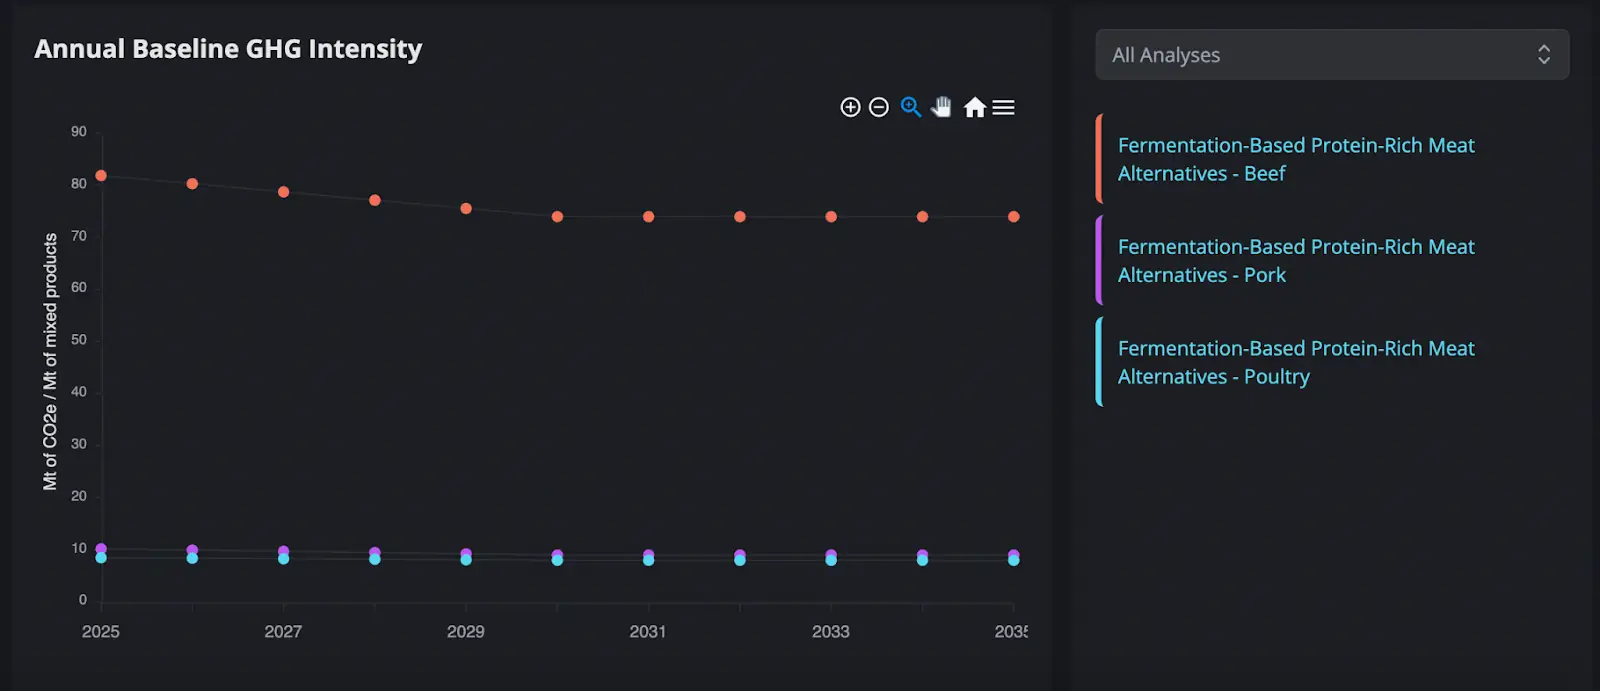 Annual Baseline GHG Intensity
All Analyses
90
80
70
60
50
40
30
20
10
0
Mt of CO2e / Mt of mixed products
2025
2027
2029
2031
2033
2035
Fermentation-Based Protein-Rich Meat
Alternatives - Beef
Fermentation-Based Protein-Rich Meat
Alternatives - Pork
Fermentation-Based Protein-Rich Meat
Alternatives - Poultry